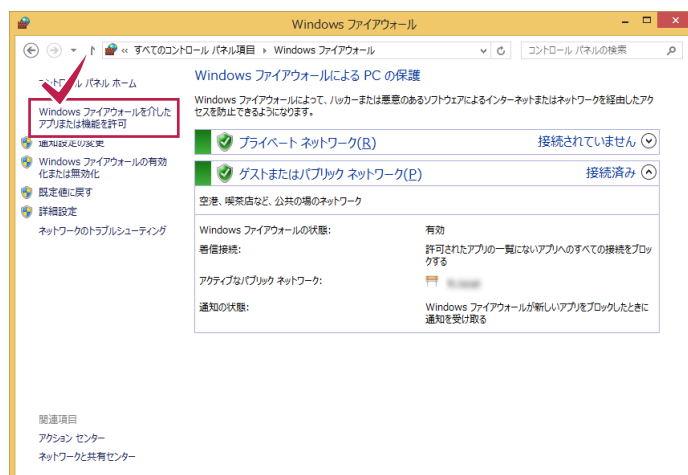 Windows ファイアウォール
« すべてのコントロール パネル項目 ▸ Windows ファイアウォール
コントロール パネルの検索
コントロール パネル ホーム
Windows ファイアウォールを介した
アプリまたは機能を許可
通知設定の変更
Windows ファイアウォールの有効
化または無効化
既定値に戻す
詳細設定
ネットワークのトラブルシューティング
Windows ファイアウォールによる PC の保護
Windows ファイアウォールによって、ハッカーまたは悪意のあるソフトウェアによるインターネットまたはネットワークを経由したアク
セスを防止できるようになります。
プライベート ネットワーク(R) 接続されていません
ゲストまたはパブリック ネットワーク(P) 接続済み
空港、喫茶店など、公共の場のネットワーク
Windows ファイアウォールの状態: 有効
着信接続: 許可されたアプリの一覧にないアプリへのすべての接続をブロッ
クする
アクティブなパブリック ネットワーク:
通知の状態: Windows ファイアウォールが新しいアプリをブロックしたときに
通知を受け取る
関連項目
アクション センター
ネットワークと共有センター